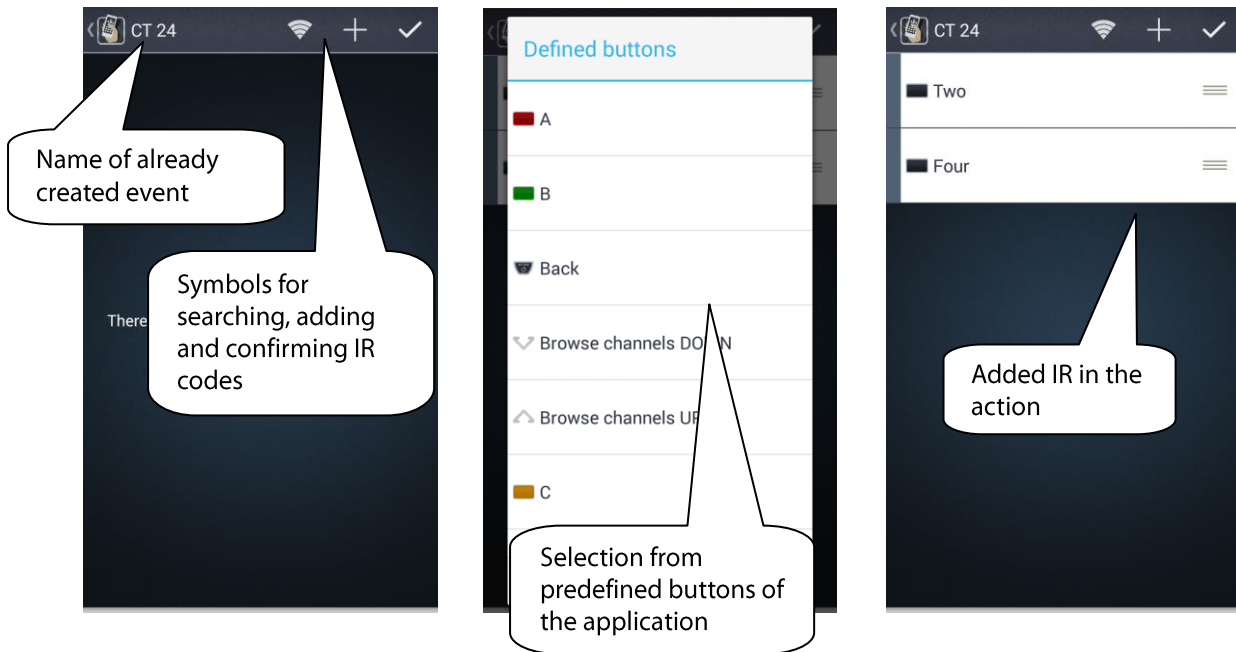 CT 24
Name of already
created event
Symbols for
searching, adding
and confirming IR
codes
There
Defined buttons
A
B
Back
Browse channels DO N
Browse channels UP
C
Selection from
predefined buttons of
the application
CT 24
Two
Four
Added IR in the
action